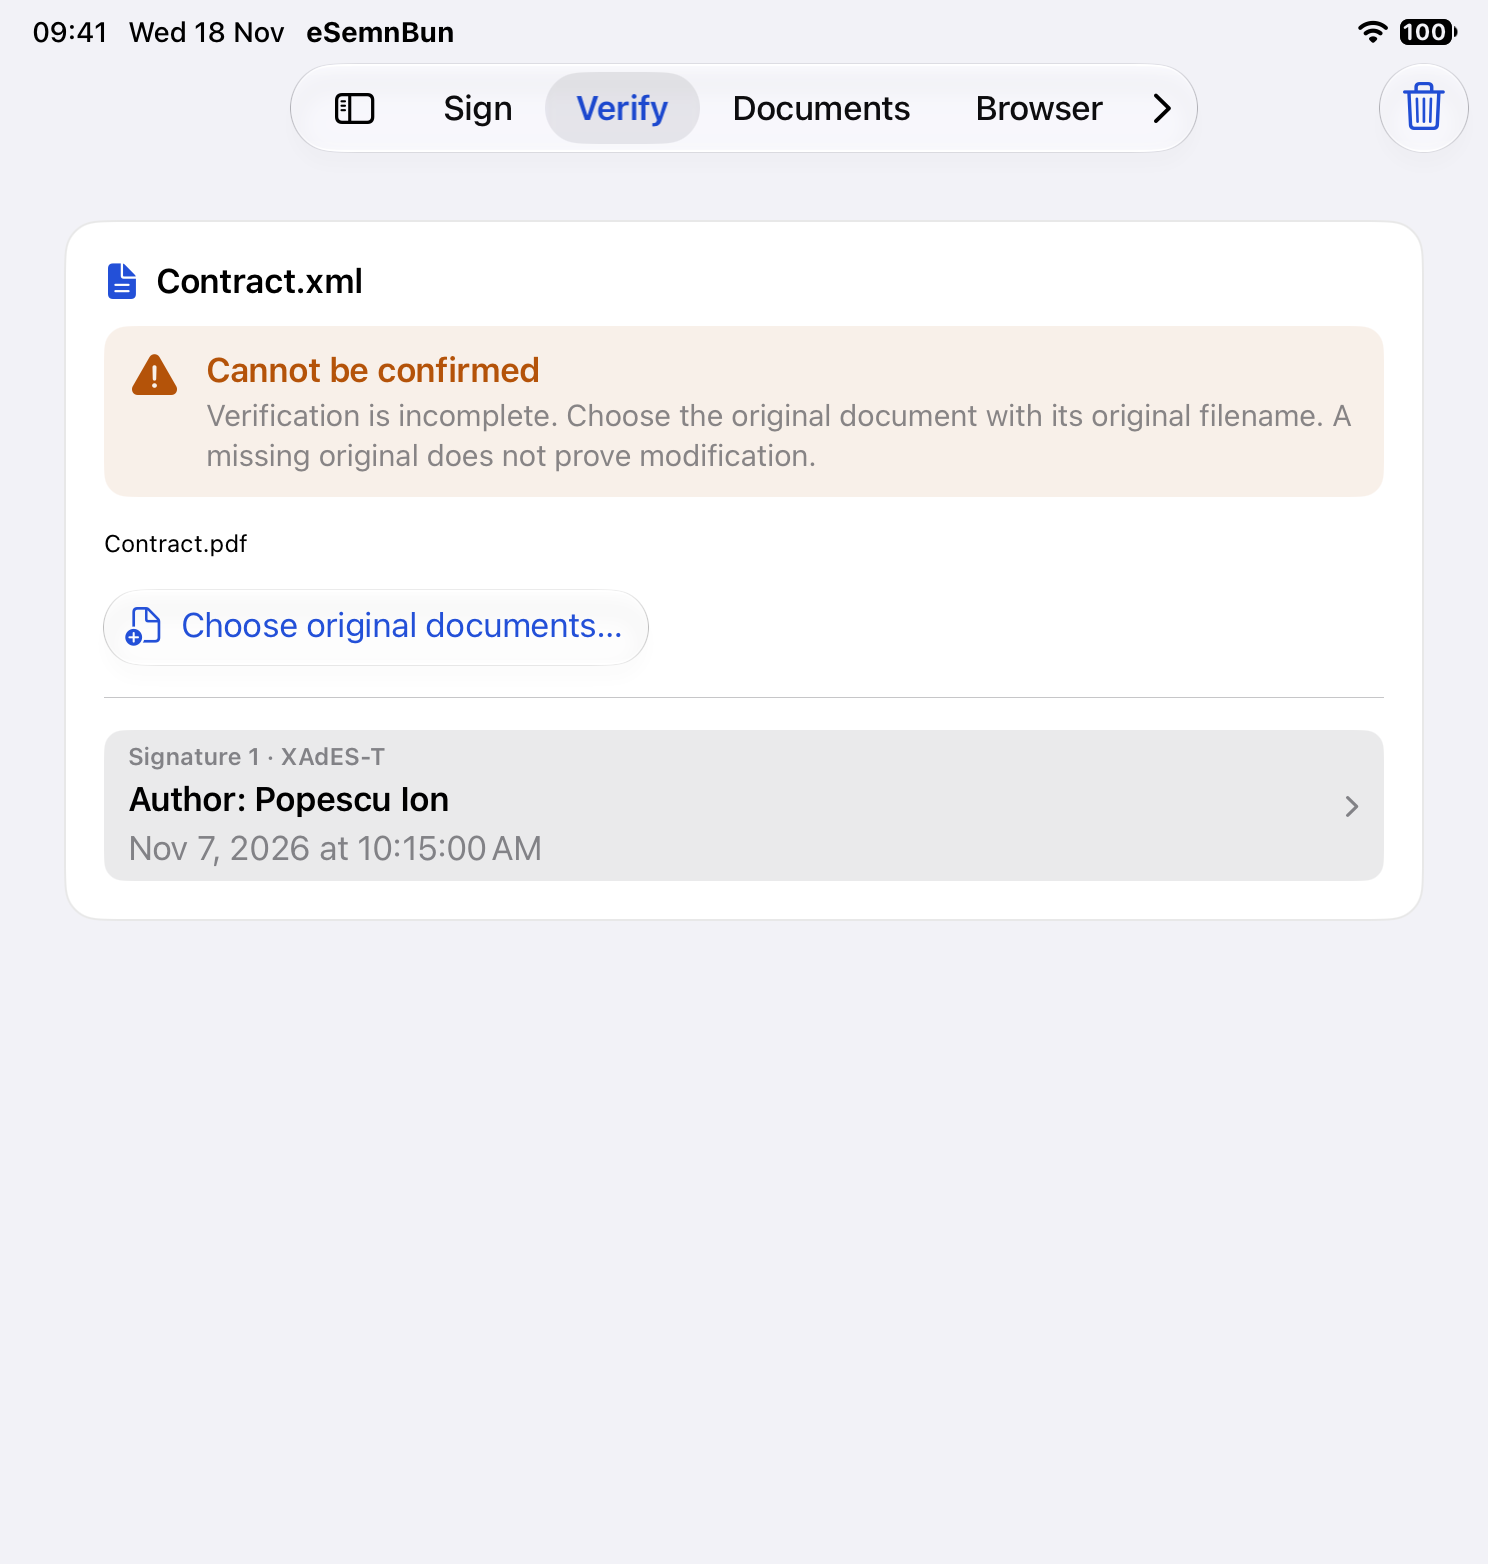 09:41 Wed 18 Nov eSemnBun 100
Sign Verify Documents Browser
Contract.xml
Cannot be confirmed
Verification is incomplete. Choose the original document with its original filename. A
missing original does not prove modification.
Contract.pdf
Choose original documents...
Signature 1 · XAdES-T
Author: Popescu Ion
Nov 7, 2026 at 10:15:00 AM